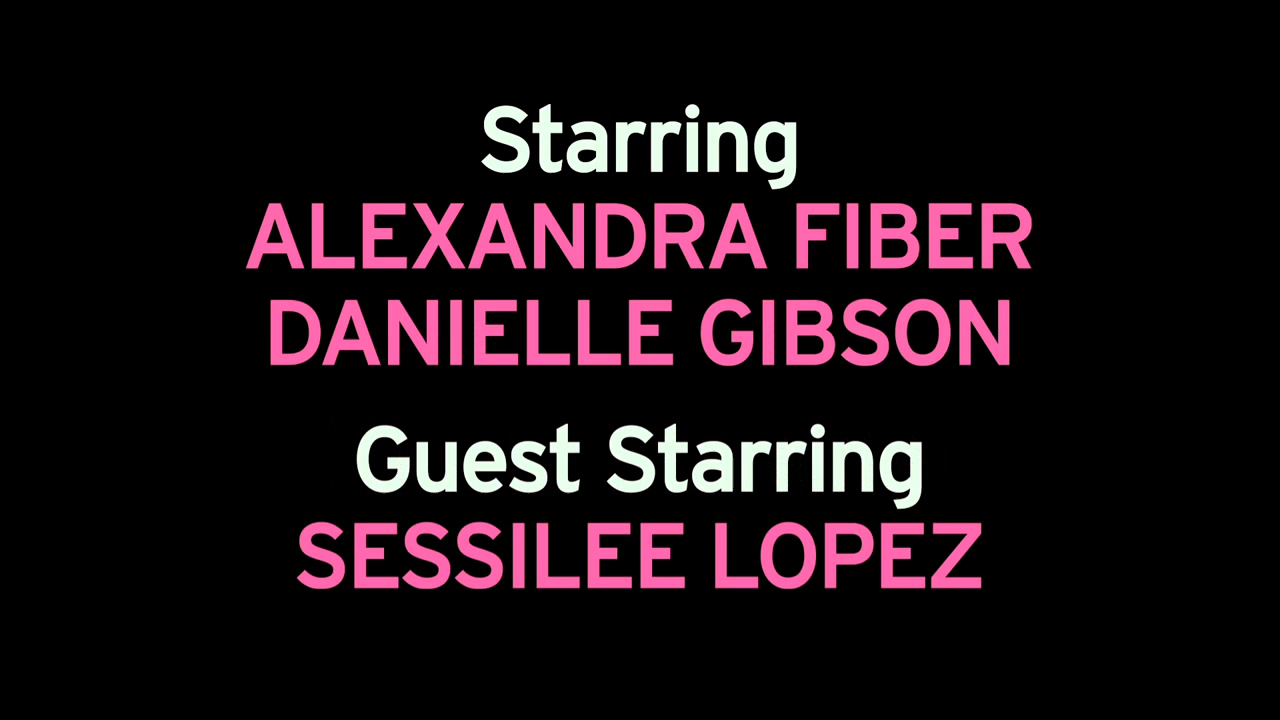 Starring
ALEXANDRA FIBER
DANIELLE GIBSON
Guest Starring
SESSILEE LOPEZ